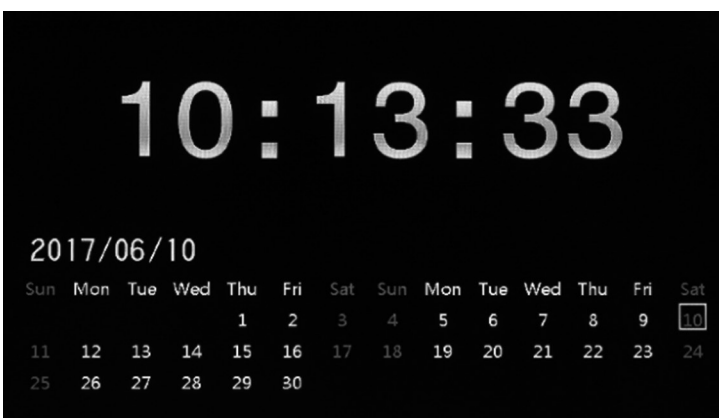 10:13:33
2017/06/10
Sun Mon Tue Wed Thu Fri Sat Sun Mon Tue Wed Thu Fri Sat
1 2 3 4 5 6 7 8 9 10
11 12 13 14 15 16 17 18 19 20 21 22 23 24
25 26 27 28 29 30